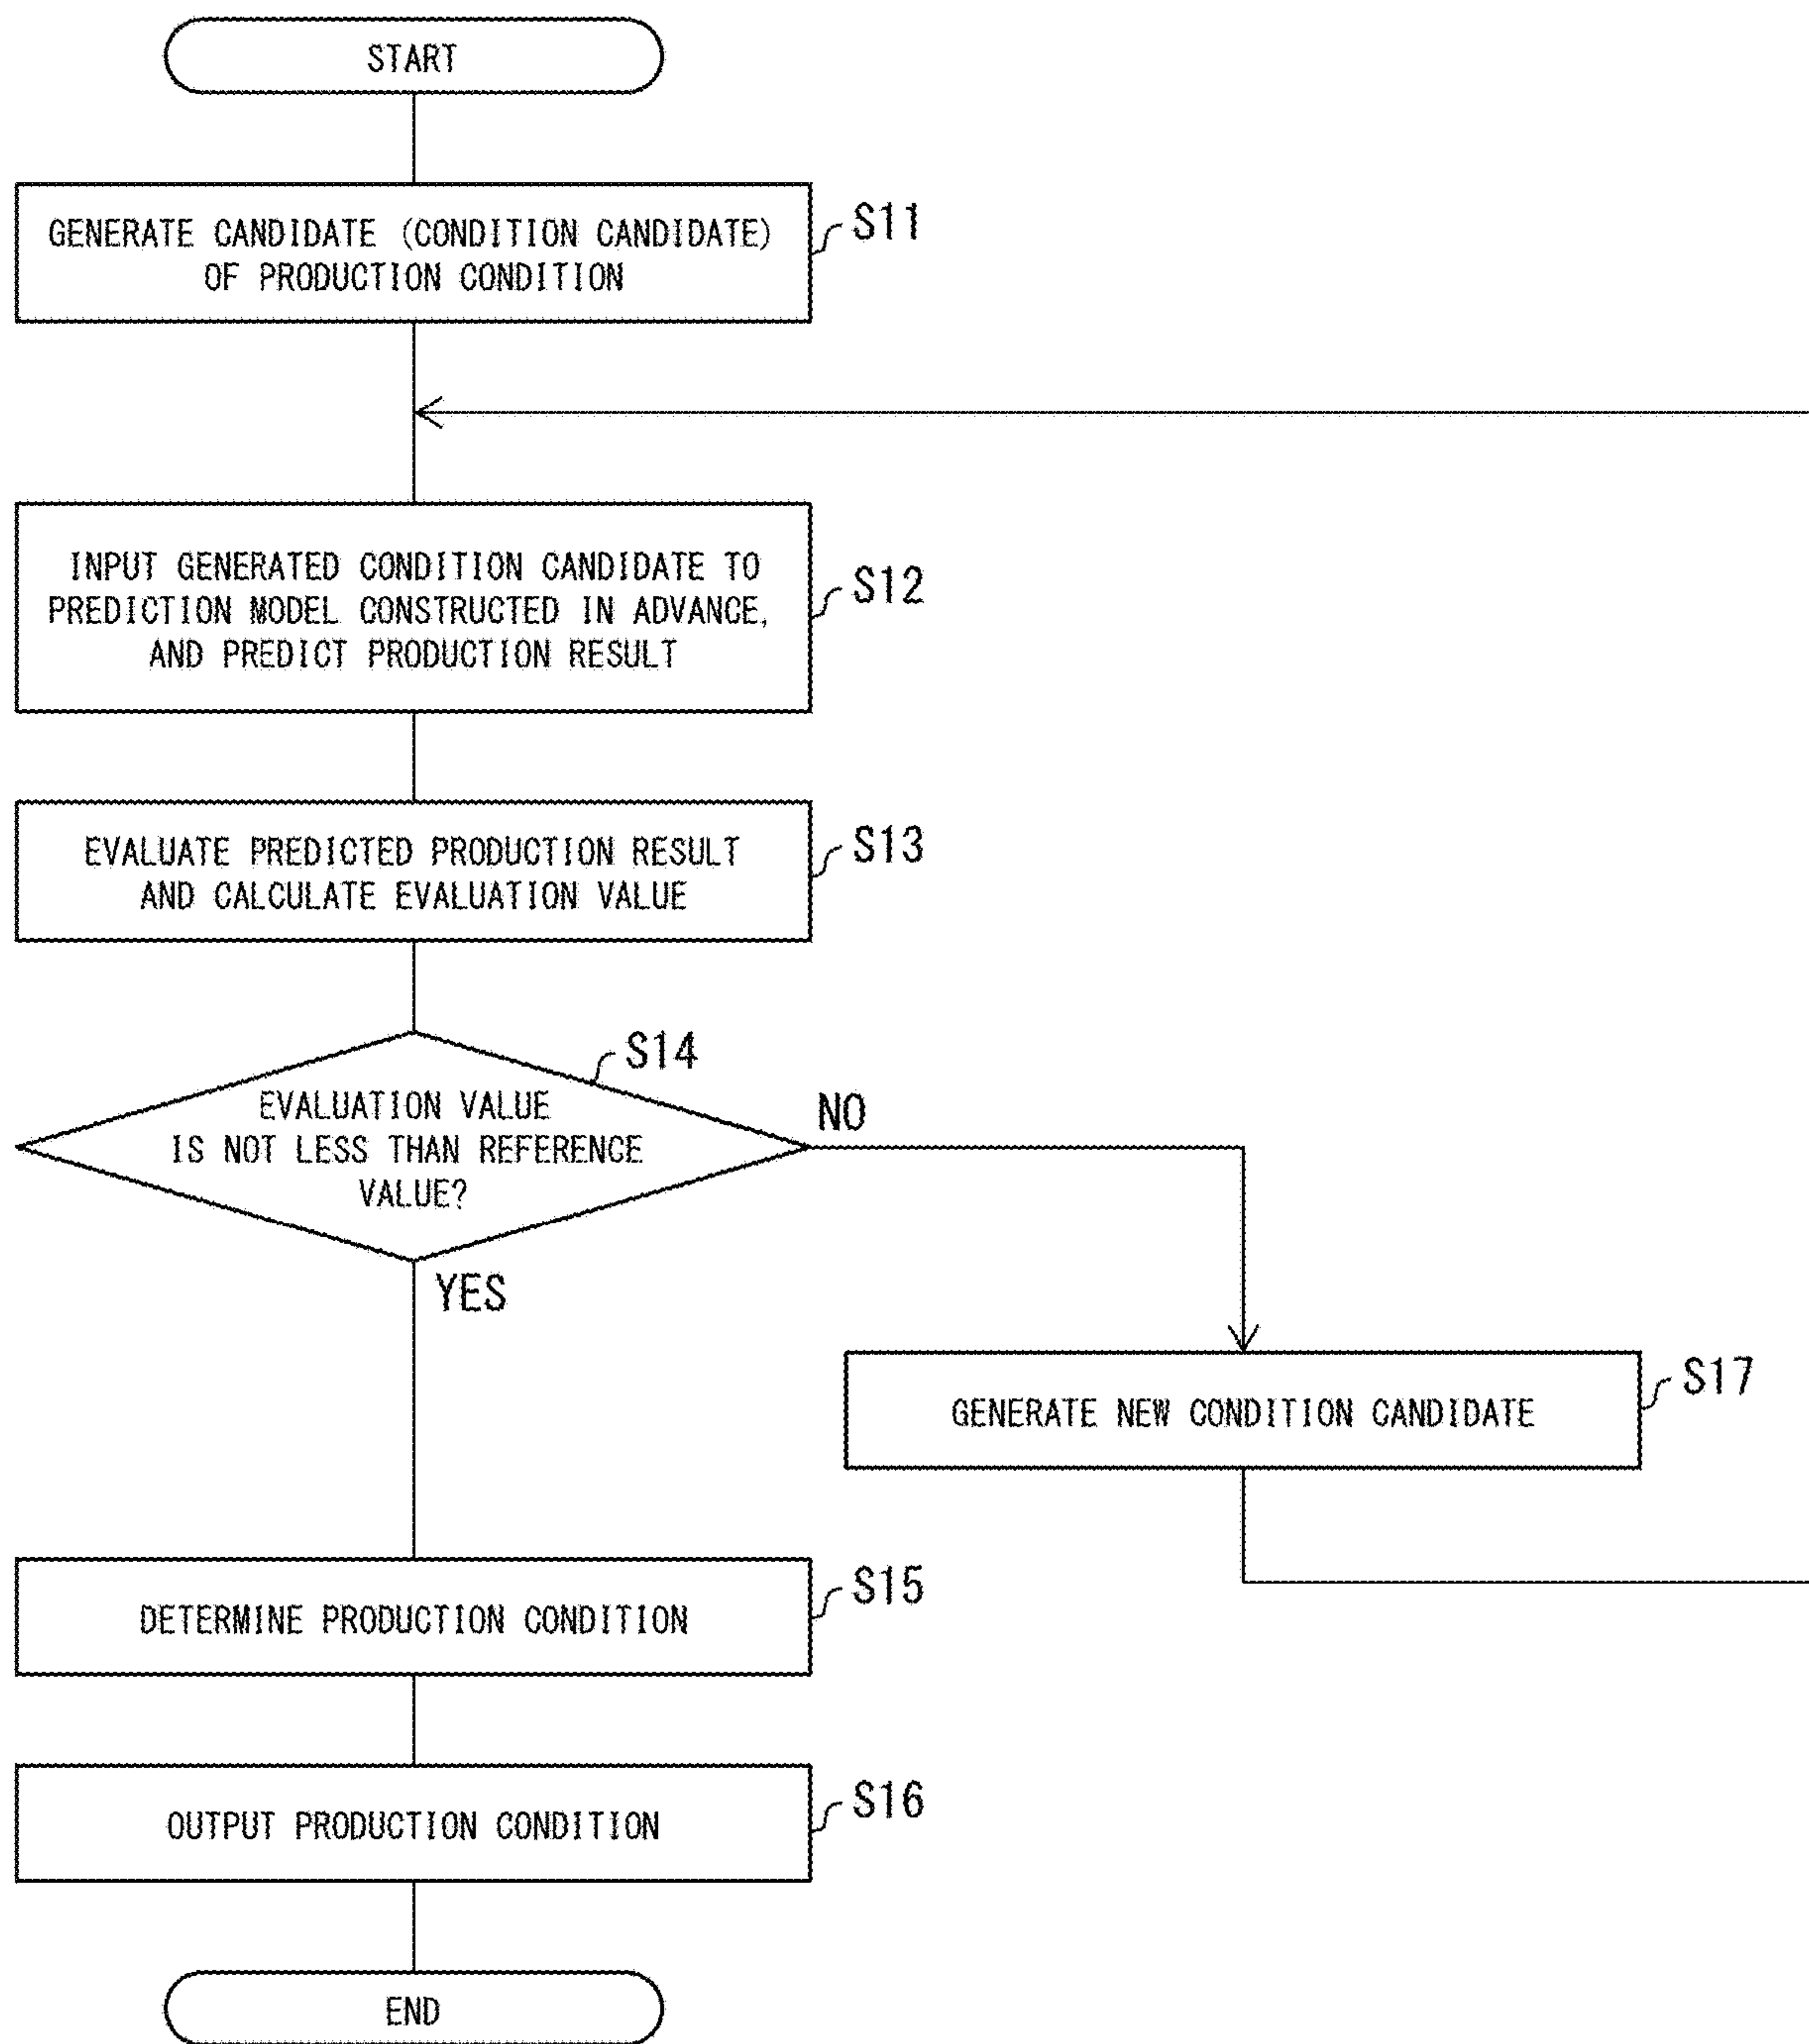 START
GENERATE CANDIDATE (CONDITION CANDIDATE)
OF PRODUCTION CONDITION
S11
INPUT GENERATED CONDITION CANDIDATE TO
PREDICTION MODEL CONSTRUCTED IN ADVANCE,
AND PREDICT PRODUCTION RESULT
S12
EVALUATE PREDICTED PRODUCTION RESULT
AND CALCULATE EVALUATION VALUE
S13
S14
EVALUATION VALUE
IS NOT LESS THAN REFERENCE
VALUE?
NO
YES
GENERATE NEW CONDITION CANDIDATE
S17
DETERMINE PRODUCTION CONDITION
S15
OUTPUT PRODUCTION CONDITION
S16
END